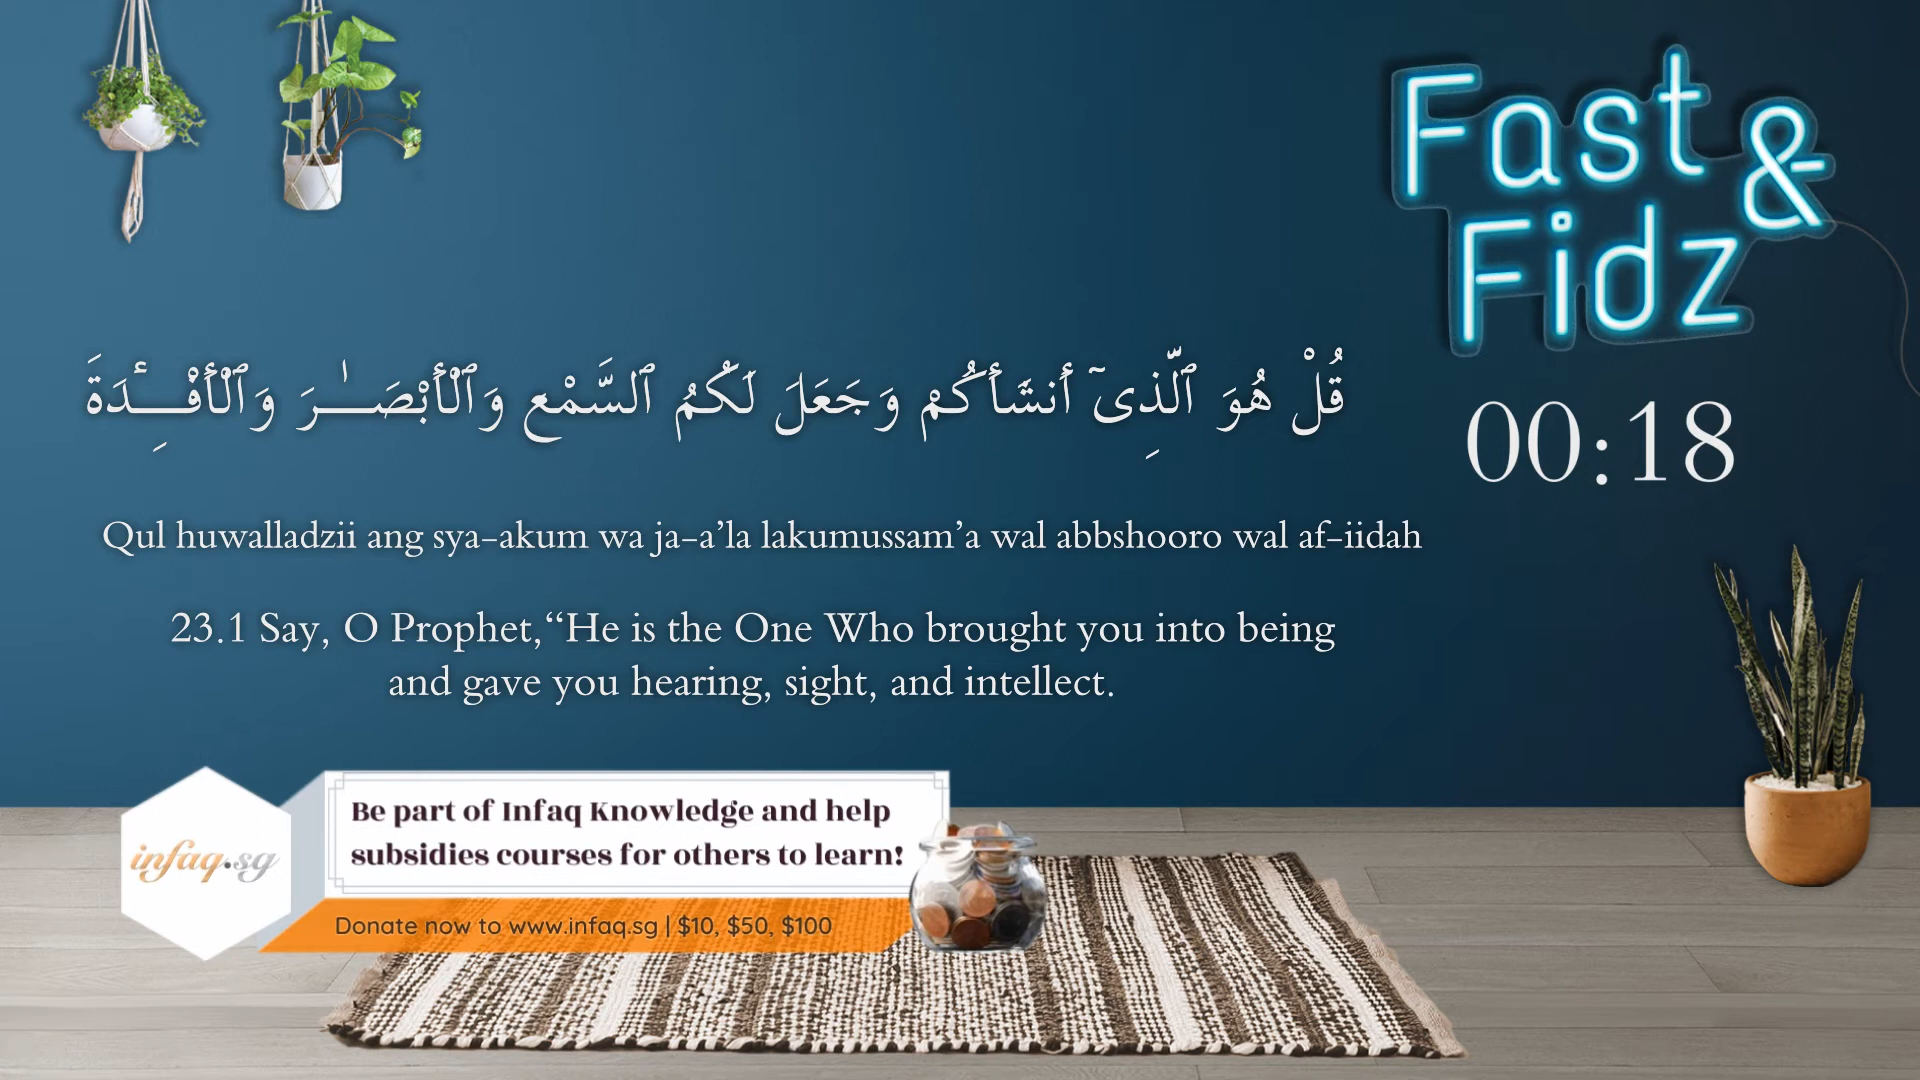 Fast &
Fidz
قُلْ هُوَ ٱلَّذِىٓ أَنشَأَكُمْ وَجَعَلَ لَكُمُ ٱلسَّمْع وَٱلْأَبْصَـٰرَ وَٱلْأَفْـِٔدَةَ
00:18
Qul huwalladzii ang sya-akum wa ja-a’la lakumussam’a wal abbshooro wal af-iidah
23.1 Say, O Prophet,“He is the One Who brought you into being
and gave you hearing, sight, and intellect.
infaq.sg
Be part of Infaq Knowledge and help
subsidies courses for others to learn!
Donate now to www.infaq.sg | $10, $50, $100